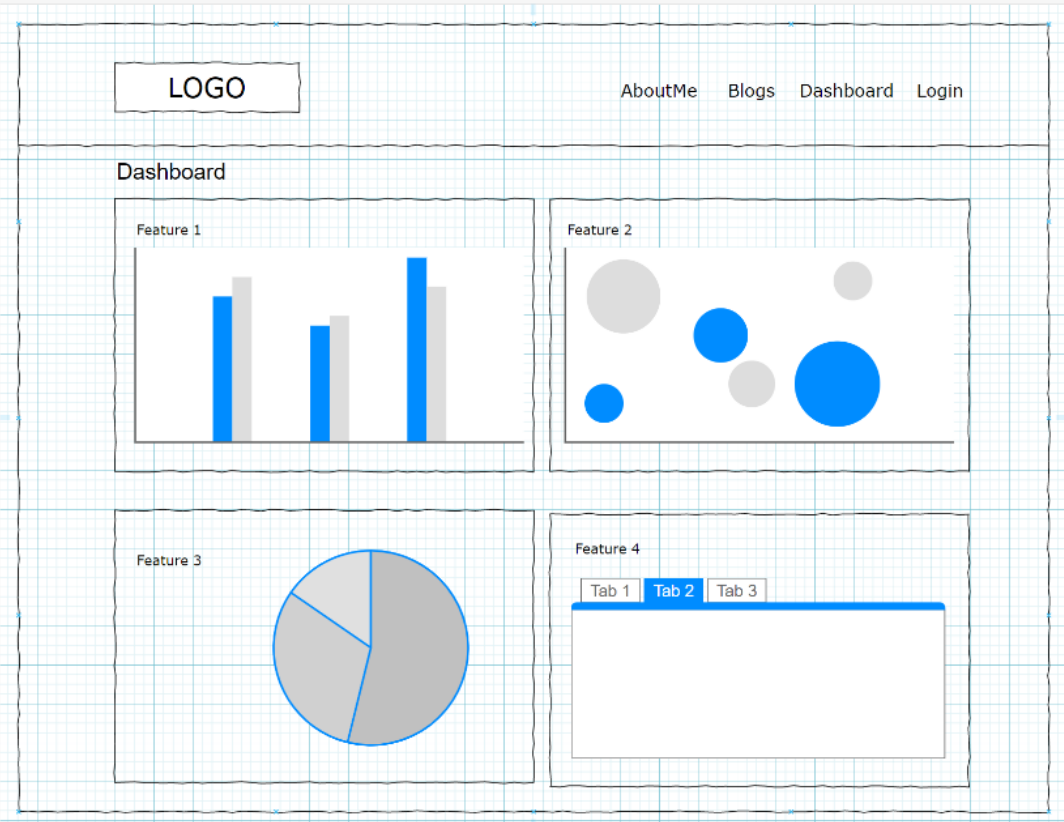 LOGO
AboutMe Blogs Dashboard Login
Dashboard
Feature 1
Feature 2
Feature 3
Feature 4
Tab 1 Tab 2 Tab 3